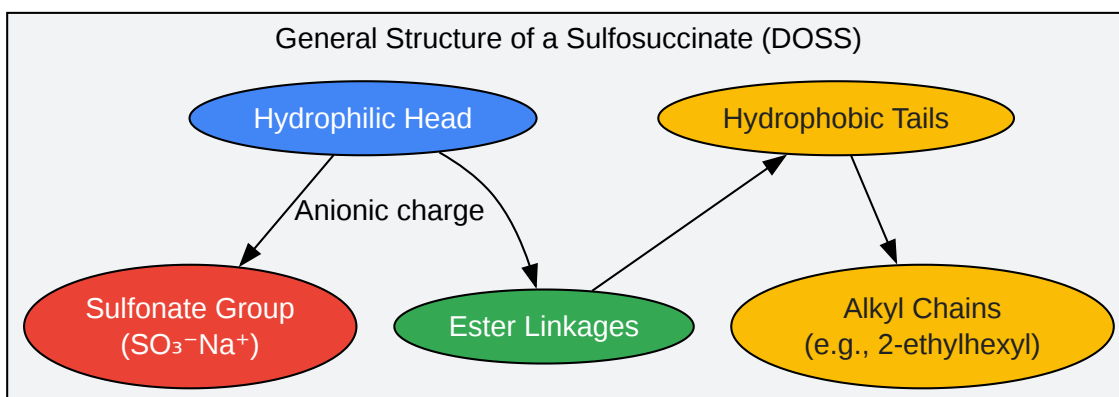 General Structure of a Sulfosuccinate (DOSS)
Hydrophilic Head
Hydrophobic Tails
Anionic charge
Sulfonate Group
(SO₃⁻Na⁺)
Ester Linkages
Alkyl Chains
(e.g., 2-ethylhexyl)